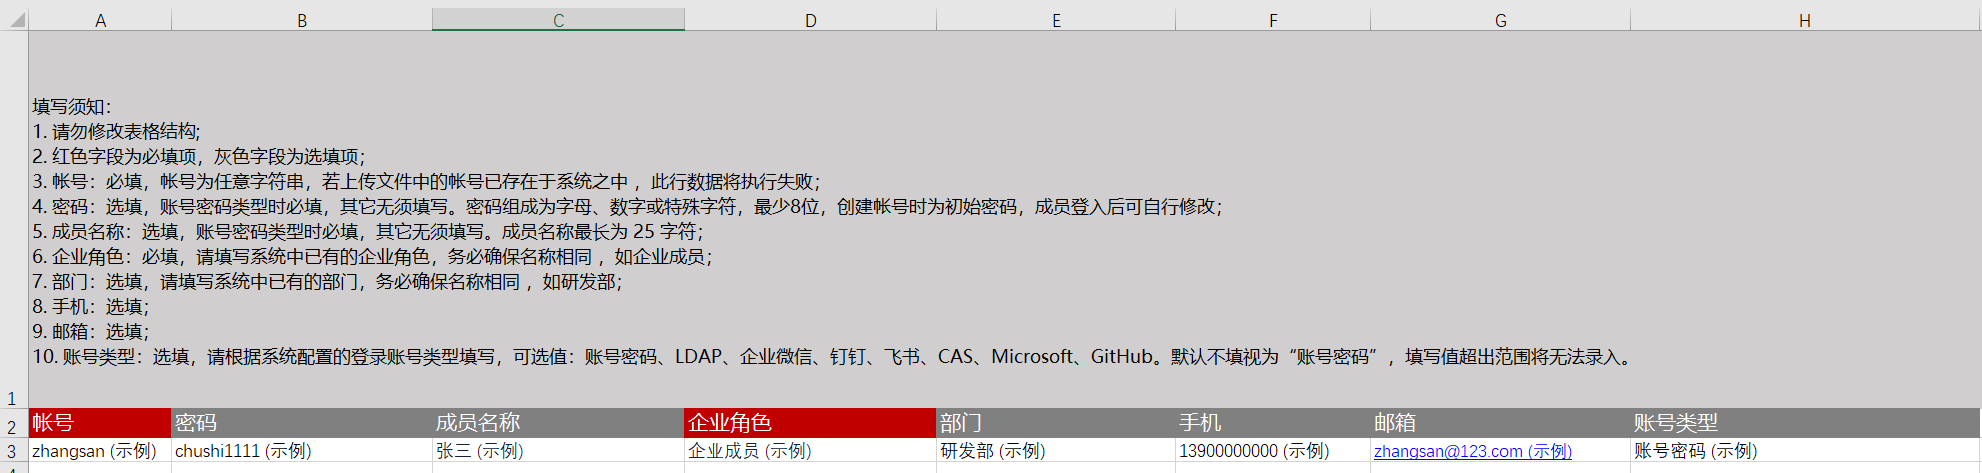 A B C D E F G H
填写须知：
1. 请勿修改表格结构;
2. 红色字段为必填项，灰色字段为选填项；
3. 帐号：必填，帐号为任意字符串，若上传文件中的帐号已存在于系统之中 ，此行数据将执行失败；
4. 密码：选填，账号密码类型时必填，其它无须填写。密码组成为字母、数字或特殊字符，最少8位，创建帐号时为初始密码，成员登入后可自行修改；
5. 成员名称：选填，账号密码类型时必填，其它无须填写。成员名称最长为 25 字符；
6. 企业角色：必填，请填写系统中已有的企业角色，务必确保名称相同 ，如企业成员；
7. 部门：选填，请填写系统中已有的部门，务必确保名称相同 ，如研发部；
8. 手机：选填；
9. 邮箱：选填；
10. 账号类型：选填，请根据系统配置的登录账号类型填写，可选值：账号密码、LDAP、企业微信、钉钉、飞书、CAS、Microsoft、GitHub。默认不填视为“账号密码”，填写值超出范围将无法录入。
1
2 帐号 密码 成员名称 企业角色 部门 手机 邮箱 账号类型
3 zhangsan (示例) chushi1111 (示例) 张三 (示例) 企业成员 (示例) 研发部 (示例) 13900000000 (示例) zhangsan@123.com (示例) 账号密码 (示例)